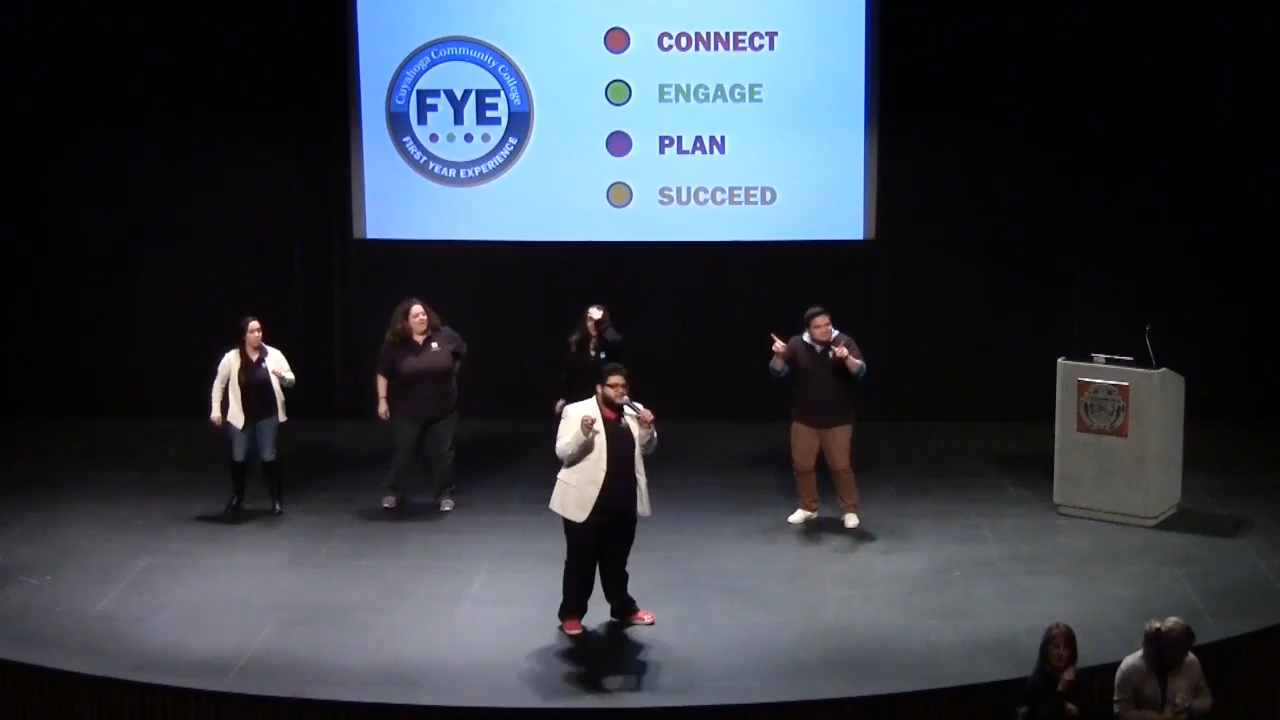 Cuyahoga Community College
FYE
FIRST YEAR EXPERIENCE
CONNECT
ENGAGE
PLAN
SUCCEED